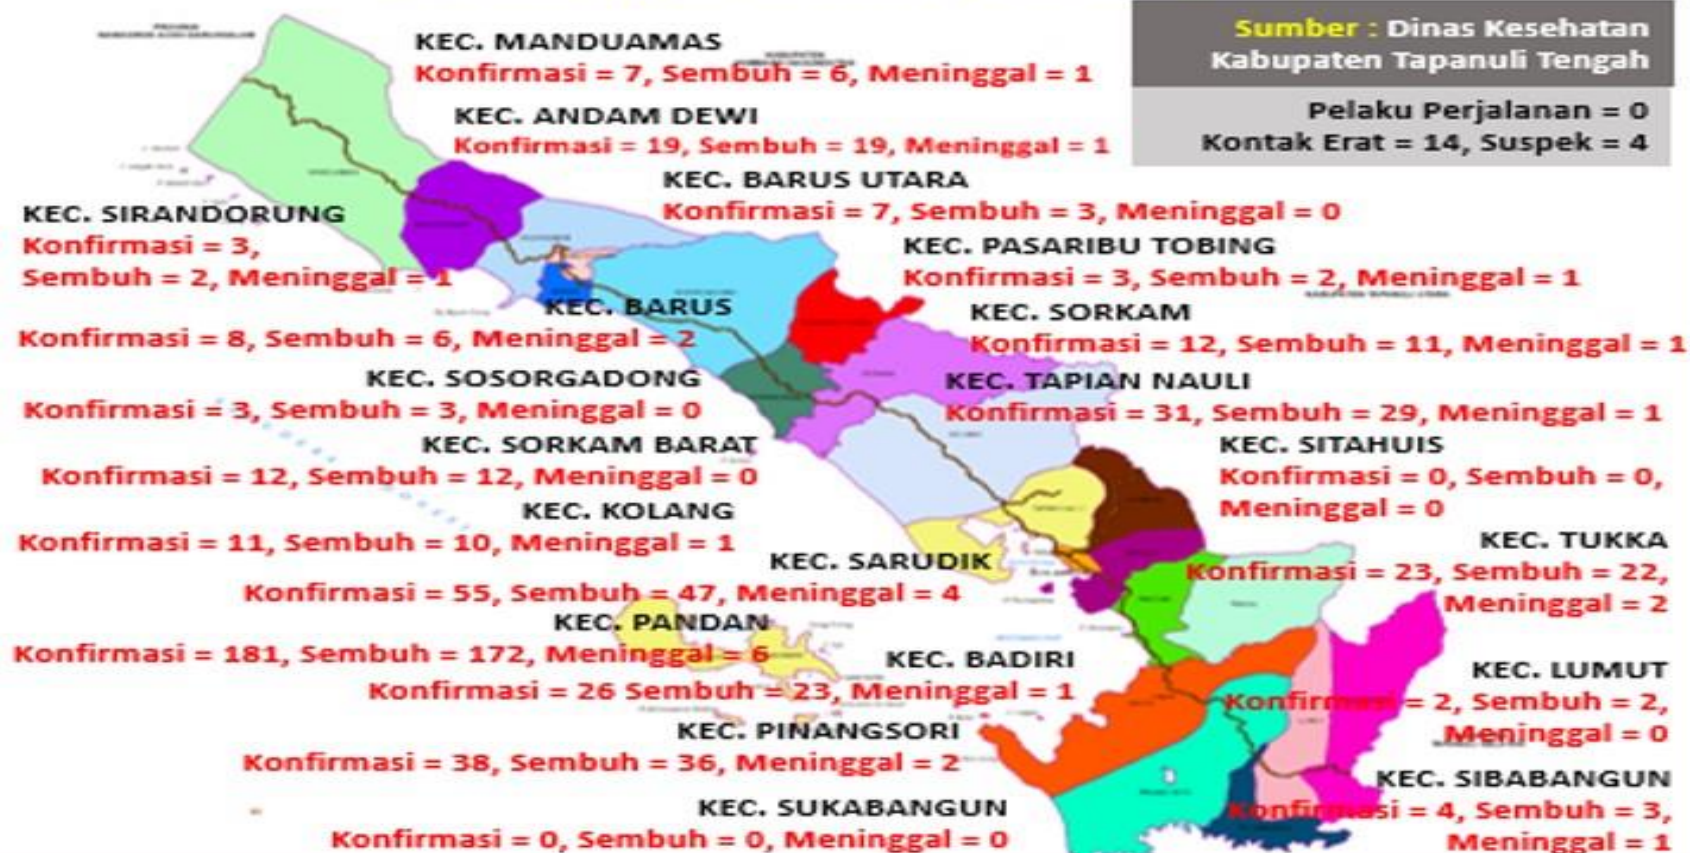 Sumber : Dinas Kesehatan
Kabupaten Tapanuli Tengah
Pelaku Perjalanan = 0
Kontak Erat = 14, Suspek = 4
KEC. MANDUAMAS
Konfirmasi = 7, Sembuh = 6, Meninggal = 1
KEC. ANDAM DEWI
Konfirmasi = 19, Sembuh = 19, Meninggal = 1
KEC. BARUS UTARA
Konfirmasi = 7, Sembuh = 3, Meninggal = 0
KEC. SIRANDORUNG
Konfirmasi = 3,
Sembuh = 2, Meninggal = 1
KEC. PASARIBU TOBING
Konfirmasi = 3, Sembuh = 2, Meninggal = 1
KEC. BARUS
Konfirmasi = 8, Sembuh = 6, Meninggal = 2
KEC. SORKAM
Konfirmasi = 12, Sembuh = 11, Meninggal = 1
KEC. SOSORGADONG
Konfirmasi = 3, Sembuh = 3, Meninggal = 0
KEC. TAPIAN NAULI
Konfirmasi = 31, Sembuh = 29, Meninggal = 1
KEC. SORKAM BARAT
Konfirmasi = 12, Sembuh = 12, Meninggal = 0
KEC. SITAHUIS
Konfirmasi = 0, Sembuh = 0,
Meninggal = 0
KEC. KOLANG
Konfirmasi = 11, Sembuh = 10, Meninggal = 1
KEC. SARUDIK
Konfirmasi = 55, Sembuh = 47, Meninggal = 4
KEC. TUKKA
Konfirmasi = 23, Sembuh = 22,
Meninggal = 2
KEC. PANDAN
Konfirmasi = 181, Sembuh = 172, Meninggal = 6
KEC. BADIRI
Konfirmasi = 26 Sembuh = 23, Meninggal = 1
KEC. LUMUT
Konfirmasi = 2, Sembuh = 2,
Meninggal = 0
KEC. PINANGSORI
Konfirmasi = 38, Sembuh = 36, Meninggal = 2
KEC. SIBABANGUN
Konfirmasi = 4, Sembuh = 3,
Meninggal = 1
KEC. SUKABANGUN
Konfirmasi = 0, Sembuh = 0, Meninggal = 0